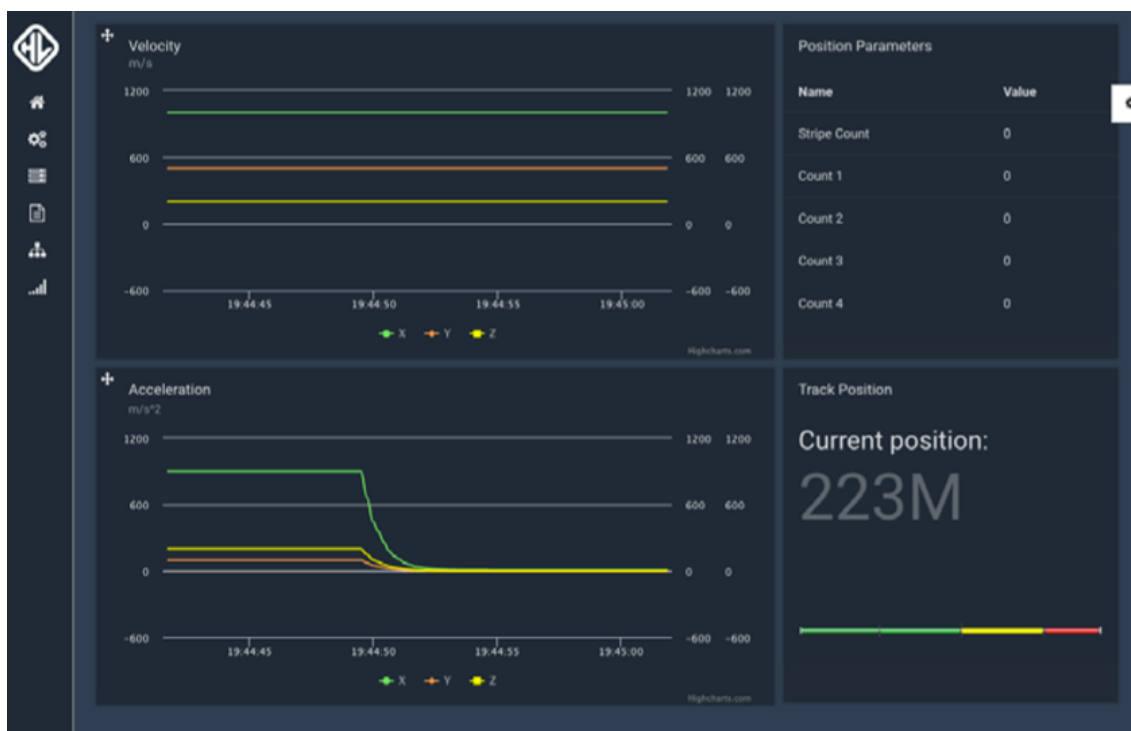 HL
Velocity
m/s
1200 1200 1200
600 600 600
0 0 0
-600 -600 -600
19:44:45 19:44:50 19:44:55 19:45:00
X Y Z
Highcharts.com
Position Parameters
Name Value
Stripe Count 0
Count 1 0
Count 2 0
Count 3 0
Count 4 0
Acceleration
m/s^2
1200 1200 1200
600 600 600
0 0 0
-600 -600 -600
19:44:45 19:44:50 19:44:55 19:45:00
X Y Z
Highcharts.com
Track Position
Current position:
223M